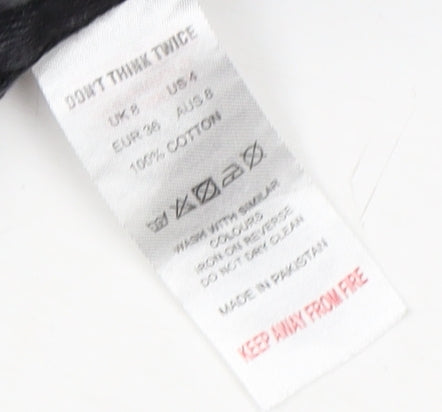 DON'T THINK TWICE
UK 8 US 4
EUR 36 AUS 8
100% COTTON
WASH WITH SIMILAR
COLOURS
IRON ON REVERSE
DO NOT DRY CLEAN
MADE IN PAKISTAN
KEEP AWAY FROM FIRE